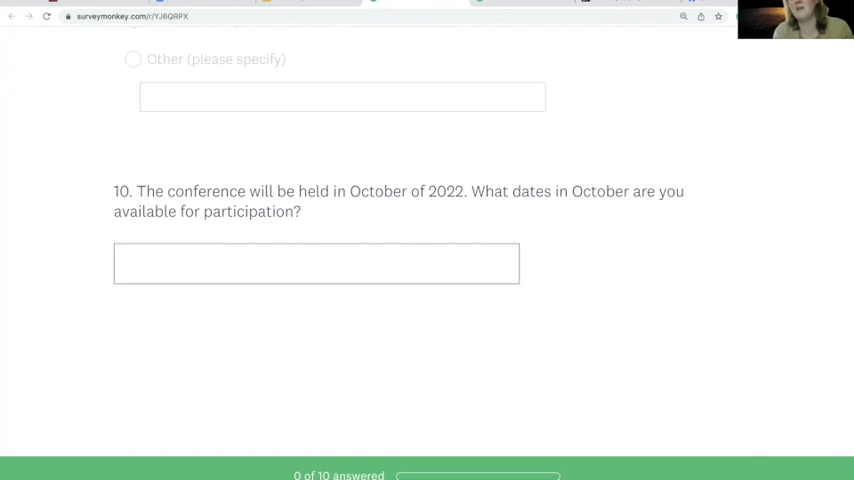 surveymonkey.com/r/YJ6QRPX
Other (please specify)
10. The conference will be held in October of 2022. What dates in October are you
available for participation?
0 of 10 answered